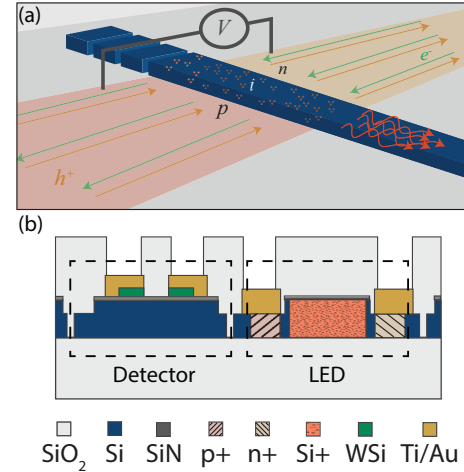 (a)
V
n
e⁻
i
p
h⁺
(b)
Detector LED
SiO₂ Si SiN p+ n+ Si+ WSi Ti/Au